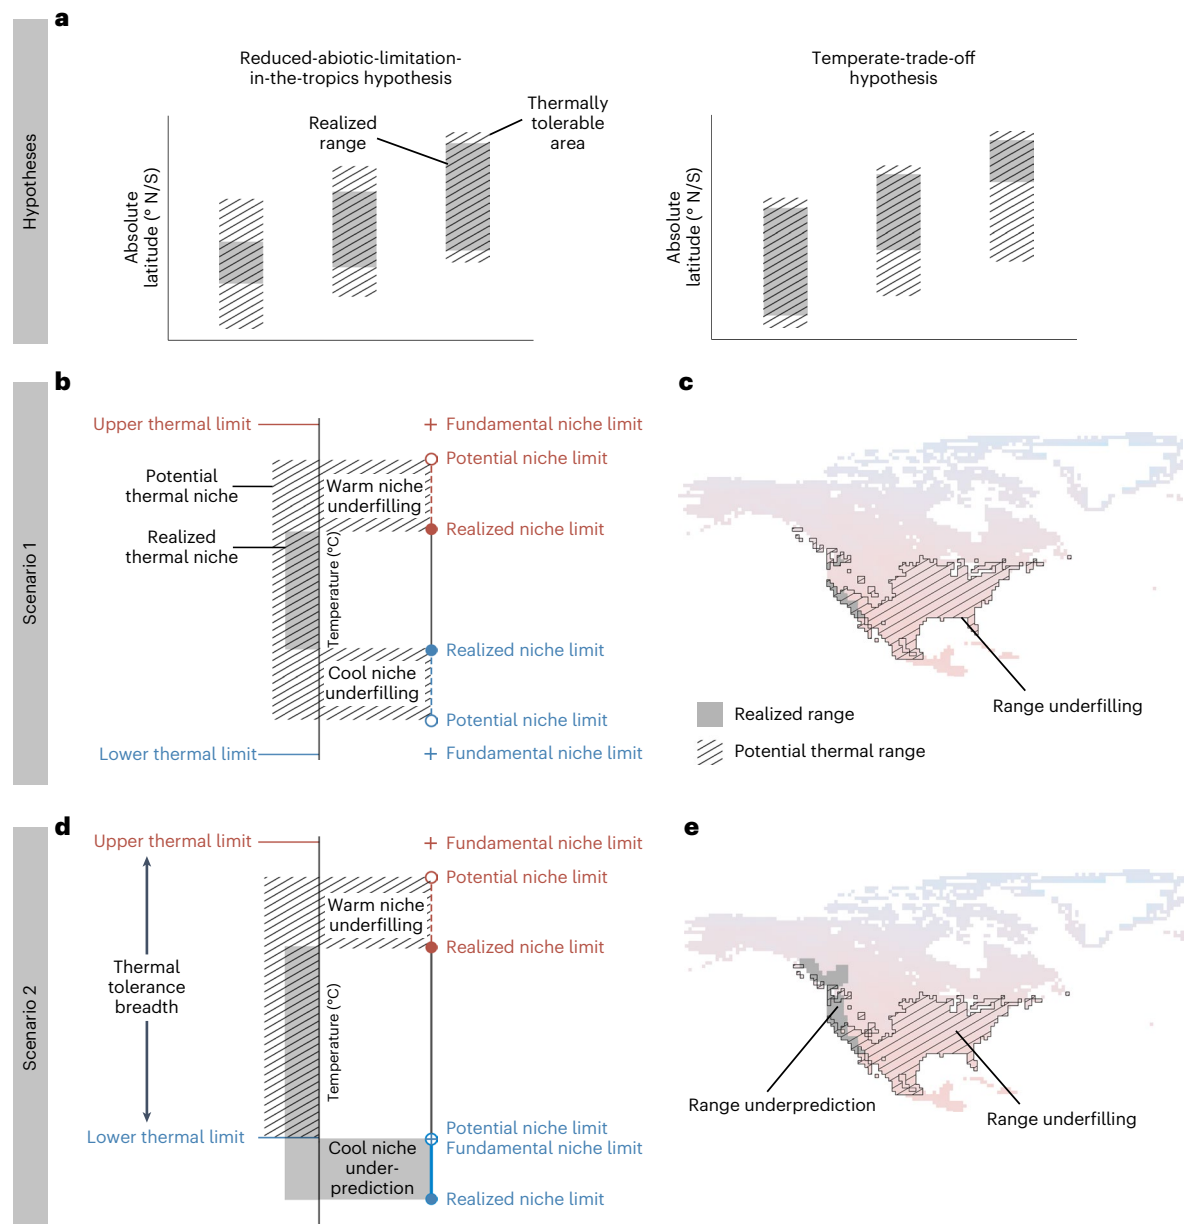 a
Hypotheses
Reduced-abiotic-limitation-
in-the-tropics hypothesis
Realized
range
Thermally
tolerable
area
Absolute
latitude (° N/S)
Temperate-trade-off
hypothesis
Absolute
latitude (° N/S)
Scenario 1
b
Upper thermal limit
Potential
thermal niche
Realized
thermal niche
Lower thermal limit
Warm niche
underfilling
Temperature (°C)
Cool niche
underfilling
Fundamental niche limit
Potential niche limit
Realized niche limit
Realized niche limit
Potential niche limit
Fundamental niche limit
c
Range underfilling
Realized range
Potential thermal range
Scenario 2
d
Upper thermal limit
Thermal
tolerance
breadth
Lower thermal limit
Warm niche
underfilling
Temperature (°C)
Cool niche
under-
prediction
Fundamental niche limit
Potential niche limit
Realized niche limit
Potential niche limit
Fundamental niche limit
Realized niche limit
e
Range underprediction
Range underfilling